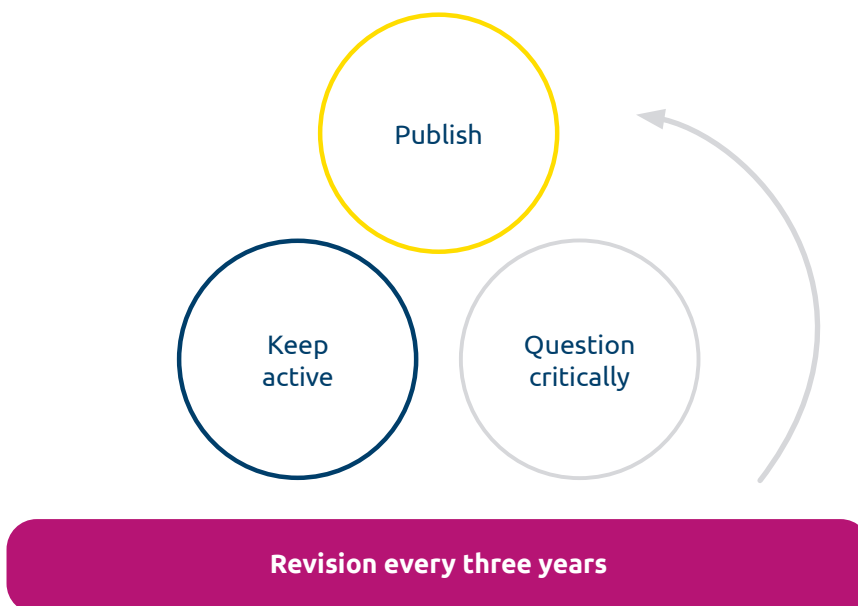 Publish
Keep
active
Question
critically
Revision every three years